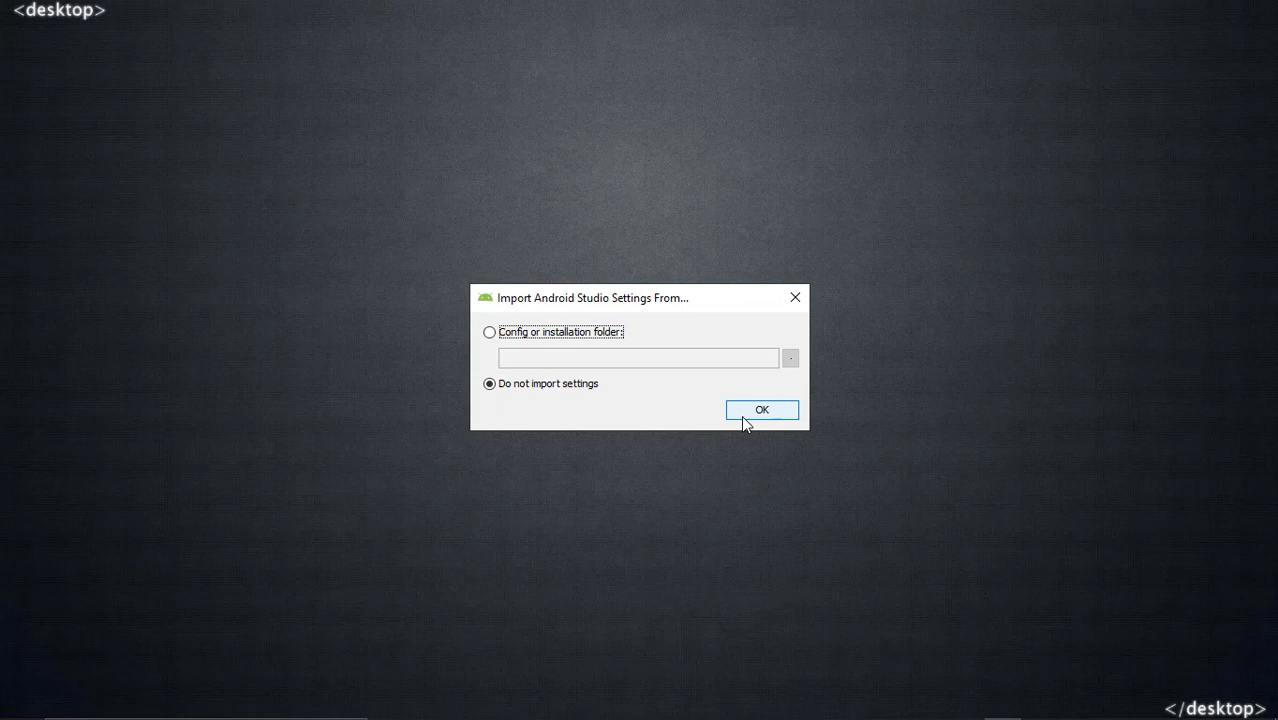 <desktop>
Import Android Studio Settings From...
Config or installation folder:
Do not import settings
OK
</desktop>